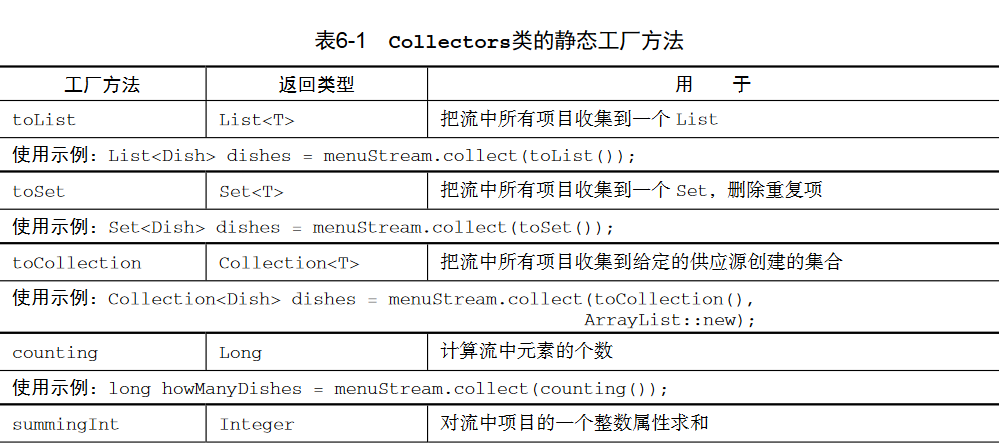 表6-1 Collectors类的静态工厂方法
工厂方法 返回类型 用 于
toList List<T> 把流中所有项目收集到一个 List
使用示例：List<Dish> dishes = menuStream.collect(toList());
toSet Set<T> 把流中所有项目收集到一个 Set，删除重复项
使用示例：Set<Dish> dishes = menuStream.collect(toSet());
toCollection Collection<T> 把流中所有项目收集到给定的供应源创建的集合
使用示例：Collection<Dish> dishes = menuStream.collect(toCollection(),
ArrayList::new);
counting Long 计算流中元素的个数
使用示例：long howManyDishes = menuStream.collect(counting());
summingInt Integer 对流中项目的一个整数属性求和